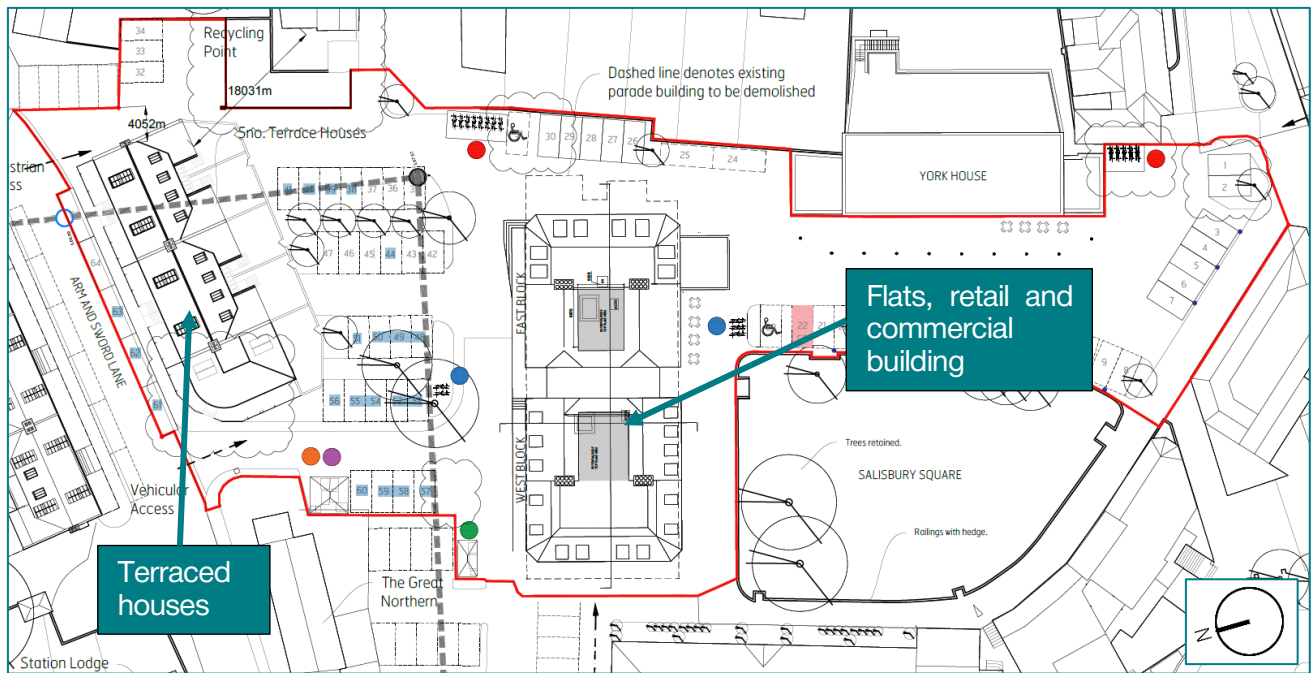 34
33
32
Recycling
Point
18031m
4052m
5no. Terrace Houses
Dashed line denotes existing
parade building to be demolished
30 29 28 27 26
25 24
YORK HOUSE
1
2
3
4
5
6
7
9
8
strian
ss
38 37 36
47 46 45 44 43 42
64
63
62
61
ARM AND SWORD LANE
51 50 49
56 55 54
60 59 58 57
EAST BLOCK
WEST BLOCK
22 21
Flats, retail and
commercial
building
Trees retained.
SALISBURY SQUARE
Railings with hedge.
Vehicular
Access
Terraced
houses
The Great
Northern
Station Lodge
N